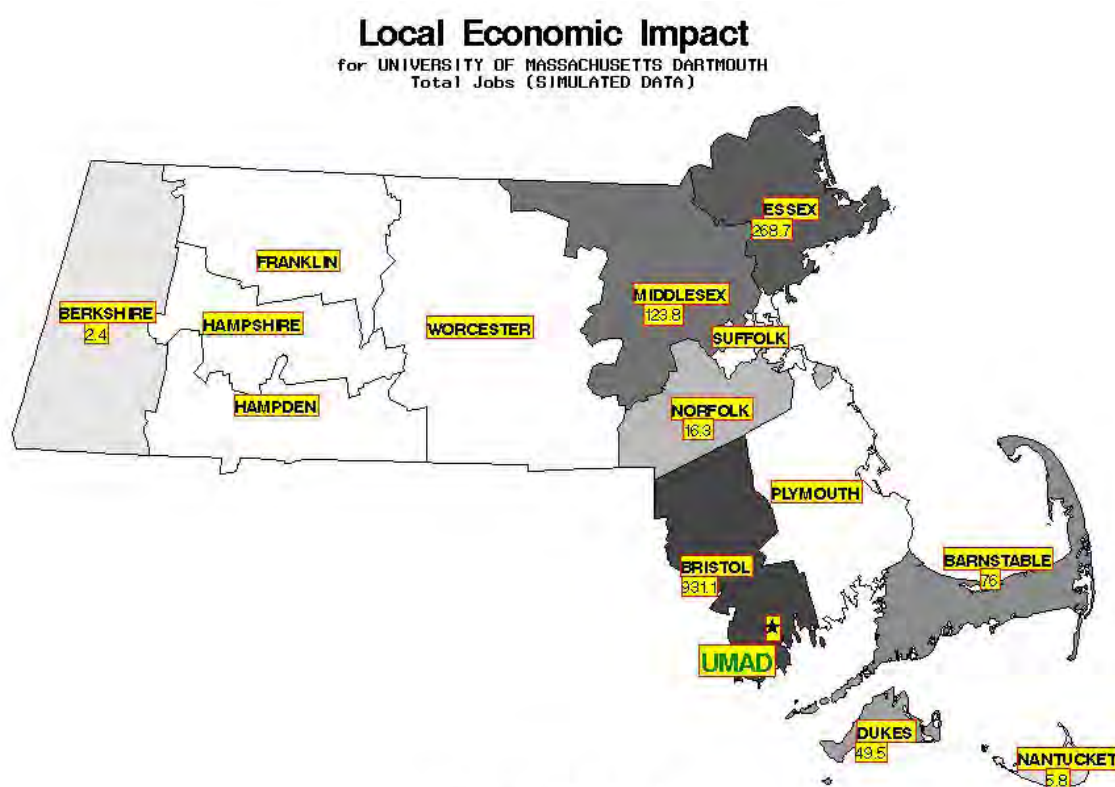 Local Economic Impact
for UNIVERSITY OF MASSACHUSETTS DARTMOUTH
Total Jobs (SIMULATED DATA)
ESSEX
268.7
FRANKLIN
MIDDLESEX
123.8
BERKSHIRE
2.4
HAMPSHIRE
WORCESTER
SUFFOLK
HAMPDEN
NORFOLK
16.3
PLYMOUTH
BRISTOL
931.1
BARNSTABLE
76
UMAD
DUKES
49.5
NANTUCKET
5.8